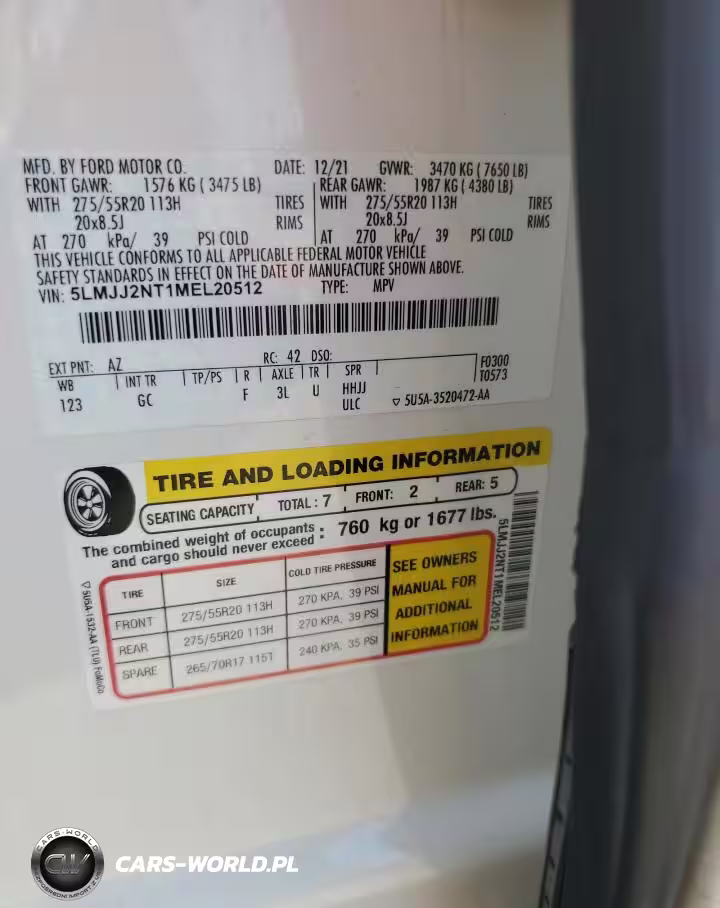 MFD. BY FORD MOTOR CO. DATE: 12/21 GVWR: 3470 KG ( 7650 LB)
FRONT GAWR: 1576 KG ( 3475 LB) REAR GAWR: 1987 KG ( 4380 LB)
WITH 275/55R20 113H TIRES WITH 275/55R20 113H TIRES
20x8.5J RIMS 20x8.5J RIMS
AT 270 kPa/ 39 PSI COLD AT 270 kPa/ 39 PSI COLD
THIS VEHICLE CONFORMS TO ALL APPLICABLE FEDERAL MOTOR VEHICLE
SAFETY STANDARDS IN EFFECT ON THE DATE OF MANUFACTURE SHOWN ABOVE.
VIN: 5LMJJ2NT1MEL20512 TYPE: MPV
EXT PNT: AZ RC: 42 DSO: F0300
WB INT TR TP/PS R AXLE TR SPR T0573
123 GC F 3L U HHJJ
ULC ▽ 5U5A-3520472-AA
TIRE AND LOADING INFORMATION
SEATING CAPACITY TOTAL : 7 FRONT: 2 REAR: 5
The combined weight of occupants and cargo should never exceed : 760 kg or 1677 lbs.
TIRE SIZE COLD TIRE PRESSURE
FRONT 275/55R20 113H 270 KPA, 39 PSI
REAR 275/55R20 113H 270 KPA, 39 PSI
SPARE 265/70R17 115T 240 KPA, 35 PSI
SEE OWNERS
MANUAL FOR
ADDITIONAL
INFORMATION
5LMJJ2NT1MEL20512
▽ 5U5A-1532-AA (TLU) FoMoCo
CARS-WORLD
CW
CARS-WORLD.PL